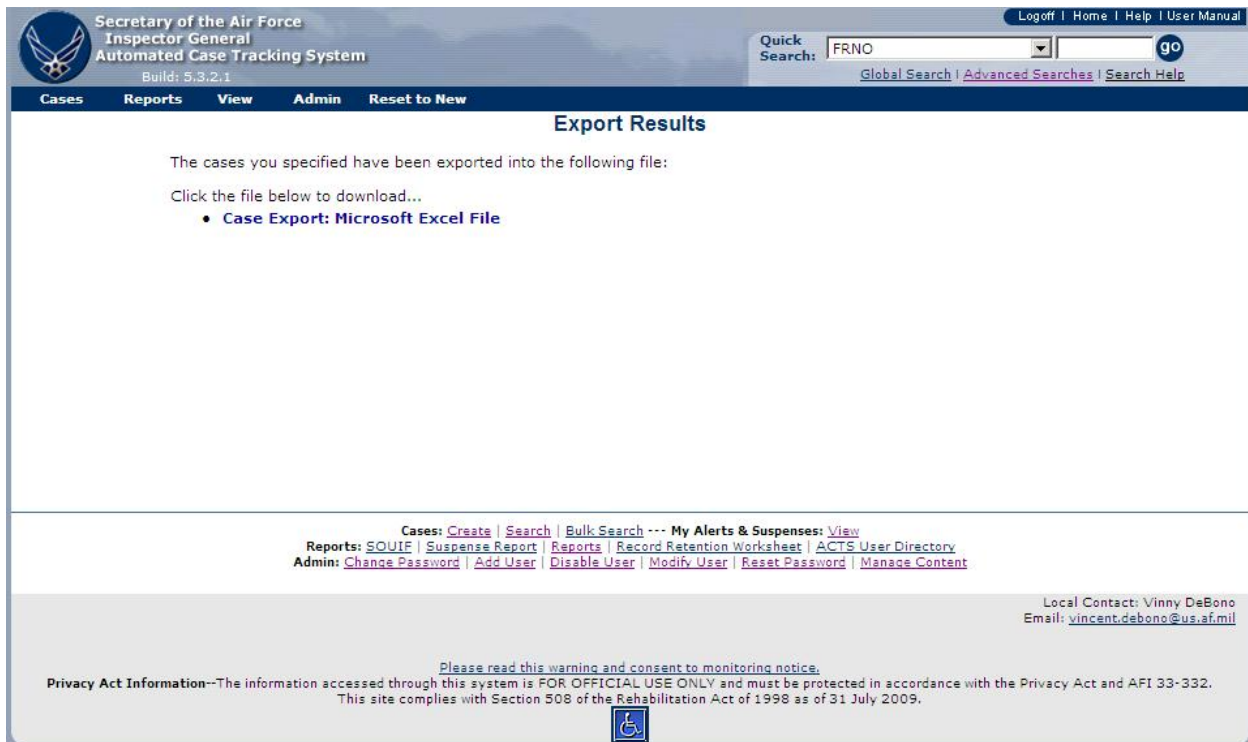 Secretary of the Air Force
Inspector General
Automated Case Tracking System
Build: 5.3.2.1
Logoff | Home | Help | User Manual
Quick Search: FRNO go
Global Search | Advanced Searches | Search Help
Cases Reports View Admin Reset to New
Export Results
The cases you specified have been exported into the following file:
Click the file below to download...
• Case Export: Microsoft Excel File
Cases: Create | Search | Bulk Search --- My Alerts & Suspenses: View
Reports: SOUIF | Suspense Report | Reports | Record Retention Worksheet | ACTS User Directory
Admin: Change Password | Add User | Disable User | Modify User | Reset Password | Manage Content
Local Contact: Vinny DeBono
Email: vincent.debono@us.af.mil
Please read this warning and consent to monitoring notice.
Privacy Act Information--The information accessed through this system is FOR OFFICIAL USE ONLY and must be protected in accordance with the Privacy Act and AFI 33-332.
This site complies with Section 508 of the Rehabilitation Act of 1998 as of 31 July 2009.